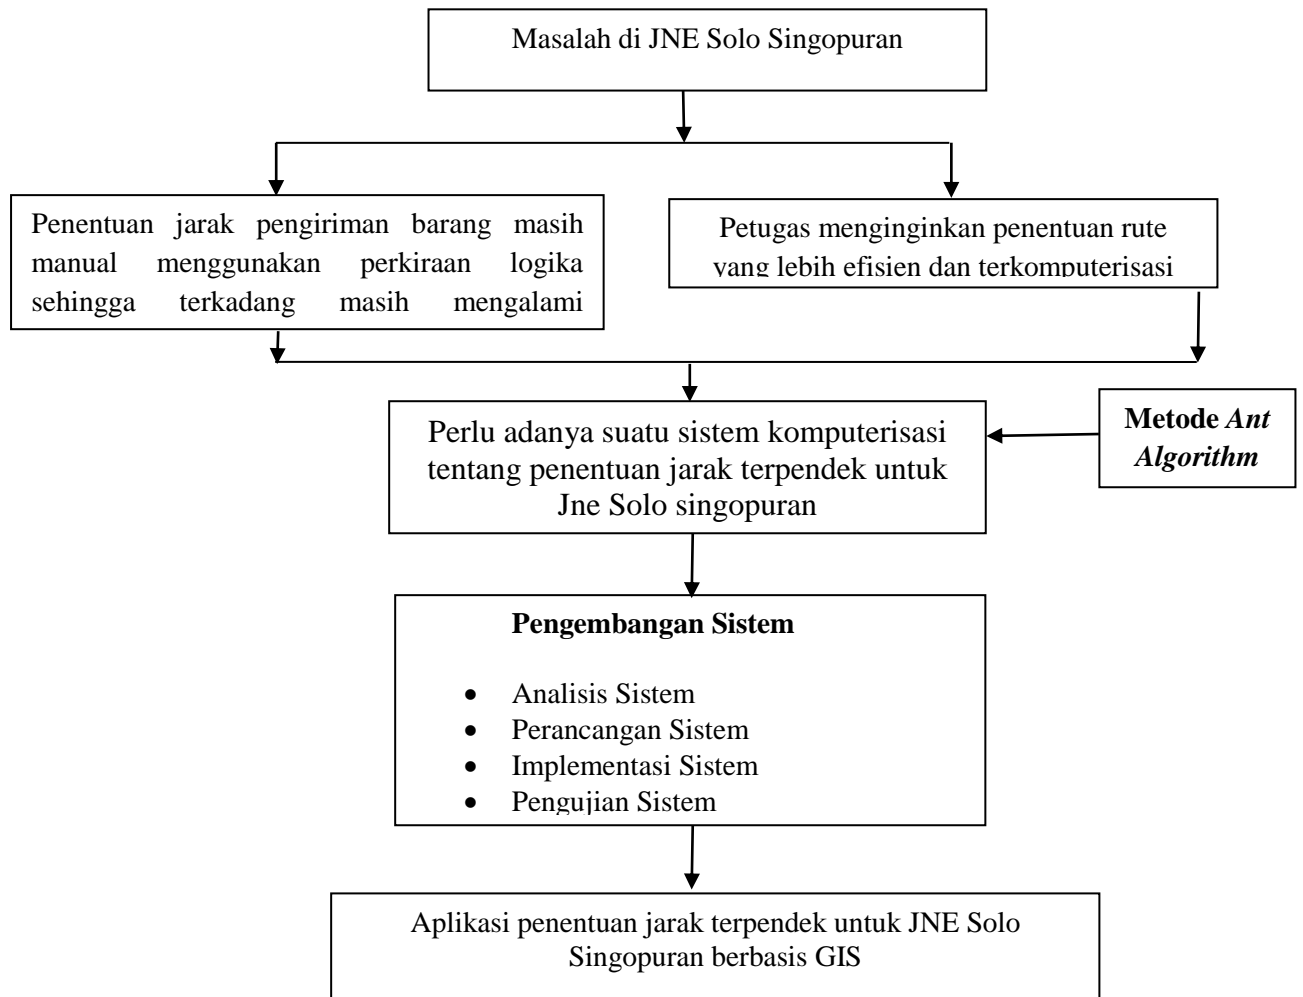 Masalah di JNE Solo Singopuran
Penentuan jarak pengiriman barang masih
manual menggunakan perkiraan logika
sehingga terkadang masih mengalami
Petugas menginginkan penentuan rute
yang lebih efisien dan terkomputerisasi
Perlu adanya suatu sistem komputerisasi
tentang penentuan jarak terpendek untuk
Jne Solo singopuran
Metode Ant
Algorithm
Pengembangan Sistem
• Analisis Sistem
• Perancangan Sistem
• Implementasi Sistem
• Pengujian Sistem
Aplikasi penentuan jarak terpendek untuk JNE Solo
Singopuran berbasis GIS